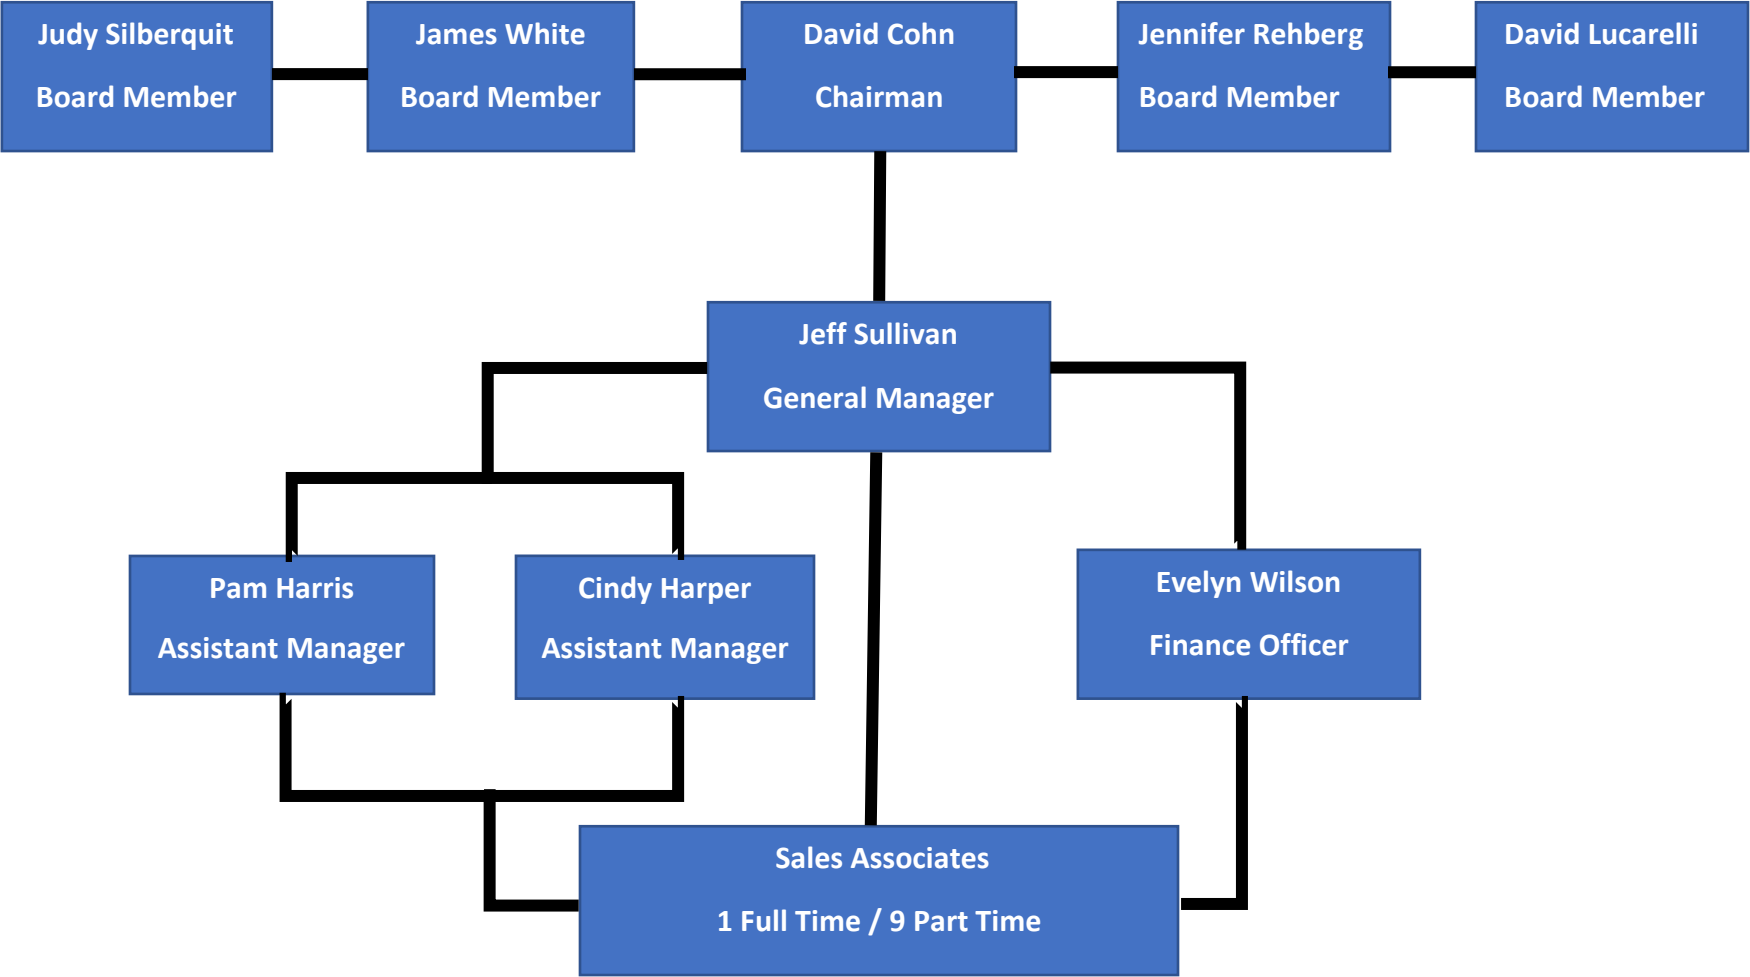 Judy Silberquit
Board Member
James White
Board Member
David Cohn
Chairman
Jennifer Rehberg
Board Member
David Lucarelli
Board Member
Jeff Sullivan
General Manager
Pam Harris
Assistant Manager
Cindy Harper
Assistant Manager
Evelyn Wilson
Finance Officer
Sales Associates
1 Full Time / 9 Part Time